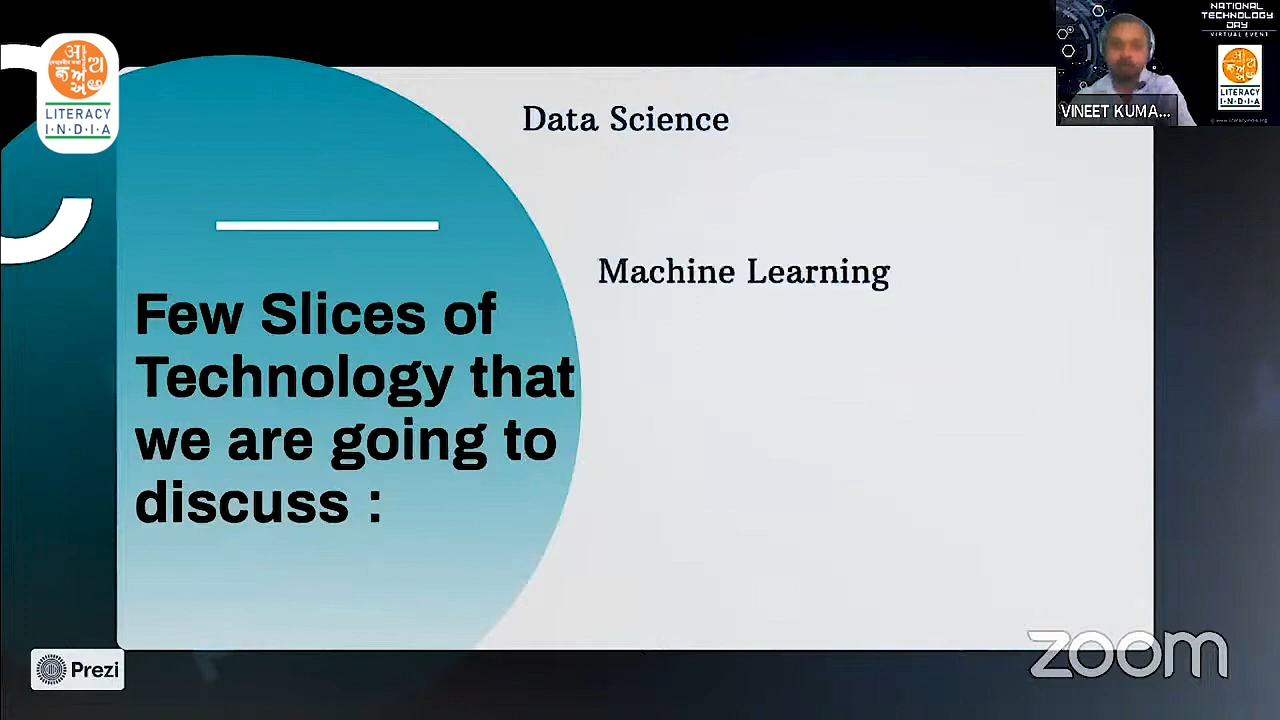 LITERACY
I·N·D·I·A
Data Science
Machine Learning
Few Slices of
Technology that
we are going to
discuss :
NATIONAL
TECHNOLOGY
DAY
VIRTUAL EVENT
LITERACY
I·N·D·I·A
VINEET KUMA...
Prezi
zoom